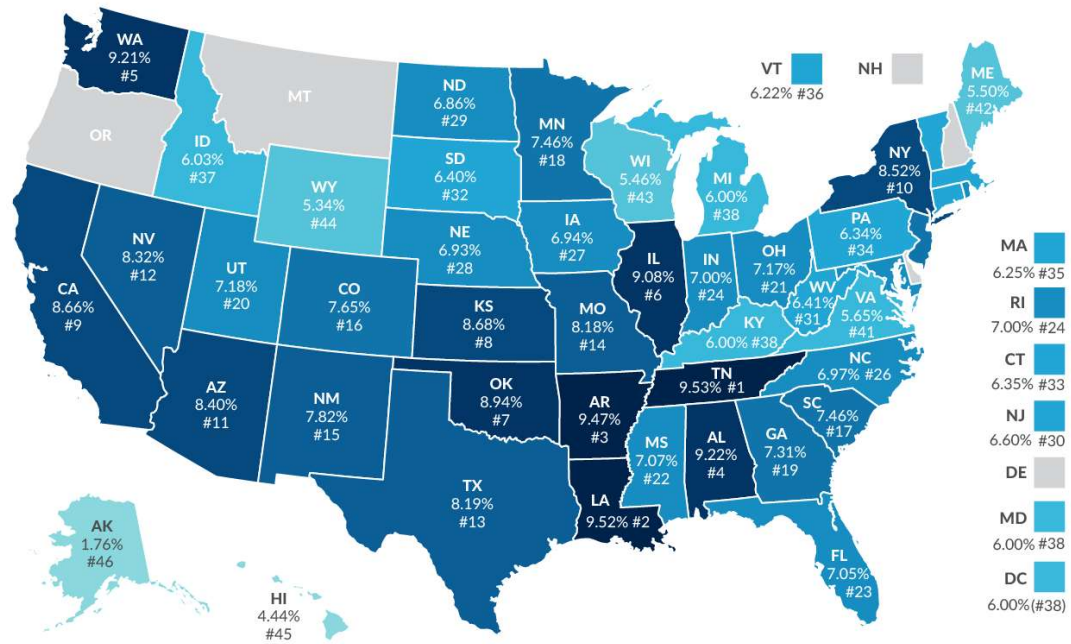 WA
9.21%
#5
MT
ND
6.86%
#29
MN
7.46%
#18
VT
6.22% #36
NH
ME
5.50%
#42
OR
ID
6.03%
#37
SD
6.40%
#32
WI
5.46%
#43
MI
6.00%
#38
NY
8.52%
#10
WY
5.34%
#44
NE
6.93%
#28
IA
6.94%
#27
PA
6.34%
#34
NV
8.32%
#12
UT
7.18%
#20
CO
7.65%
#16
IL
9.08%
#6
IN
7.00%
#24
OH
7.17%
#21
WV
6.41%
#31
VA
5.65%
#41
CA
8.66%
#9
KS
8.68%
#8
MO
8.18%
#14
KY
6.00% #38
NC
6.97% #26
AZ
8.40%
#11
NM
7.82%
#15
OK
8.94%
#7
AR
9.47%
#3
TN
9.53% #1
SC
7.46%
#17
MS
7.07%
#22
AL
9.22%
#4
GA
7.31%
#19
TX
8.19%
#13
LA
9.52% #2
FL
7.05%
#23
AK
1.76%
#46
HI
4.44%
#45
MA
6.25% #35
RI
7.00% #24
CT
6.35% #33
NJ
6.60% #30
DE
MD
6.00% #38
DC
6.00%(#38)